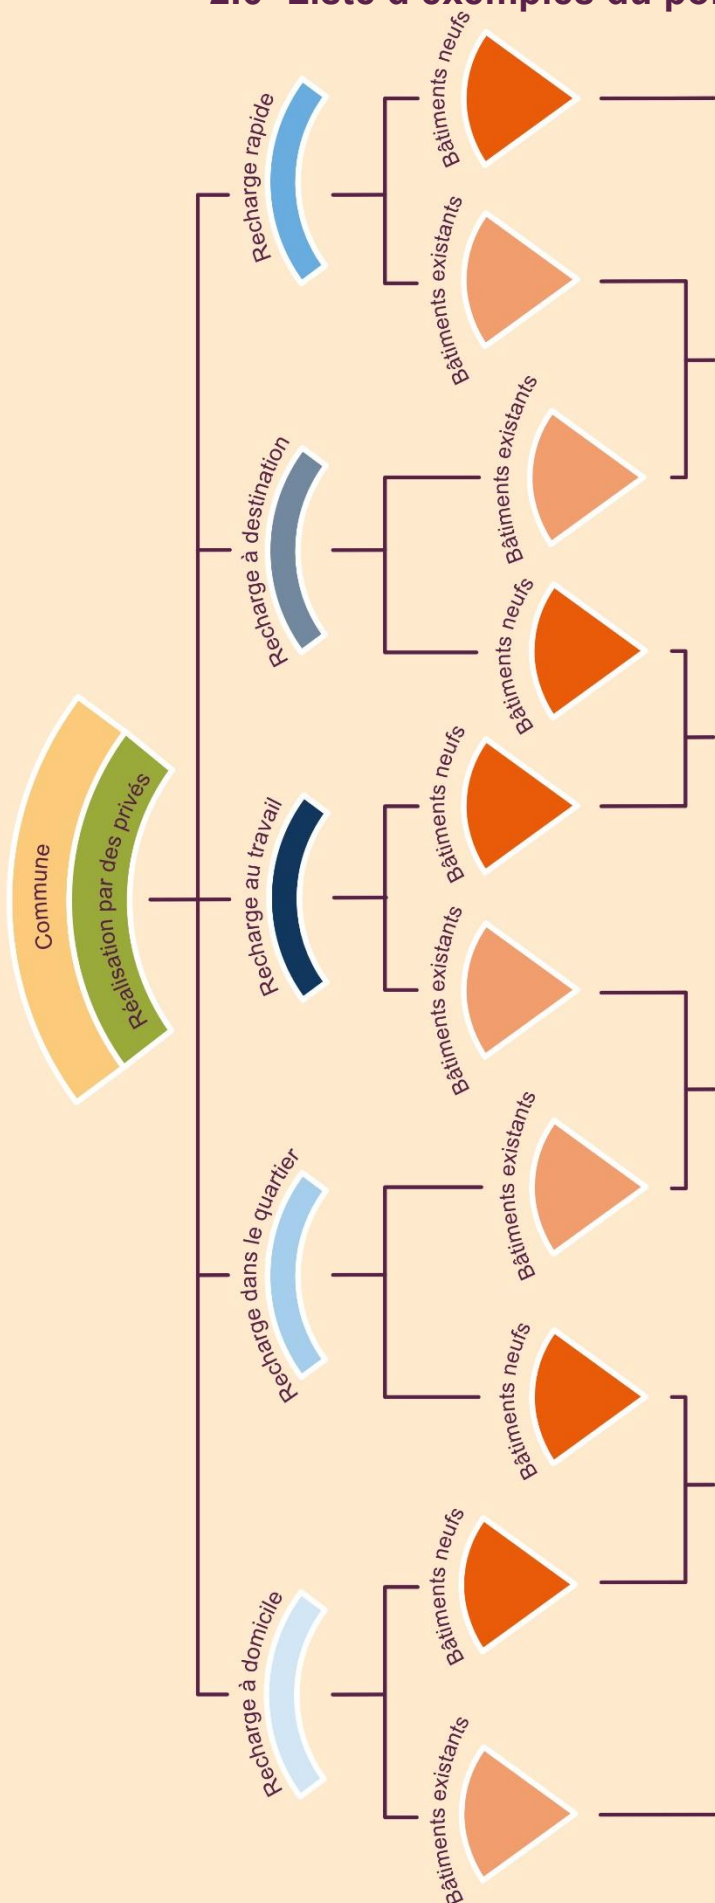 Commune
Réalisation par des privés
Recharge rapide
Bâtiments neufs
Bâtiments existants
Recharge à destination
Bâtiments existants
Bâtiments neufs
Recharge au travail
Bâtiments neufs
Bâtiments existants
Recharge dans le quartier
Bâtiments existants
Bâtiments neufs
Recharge à domicile
Bâtiments neufs
Bâtiments existants